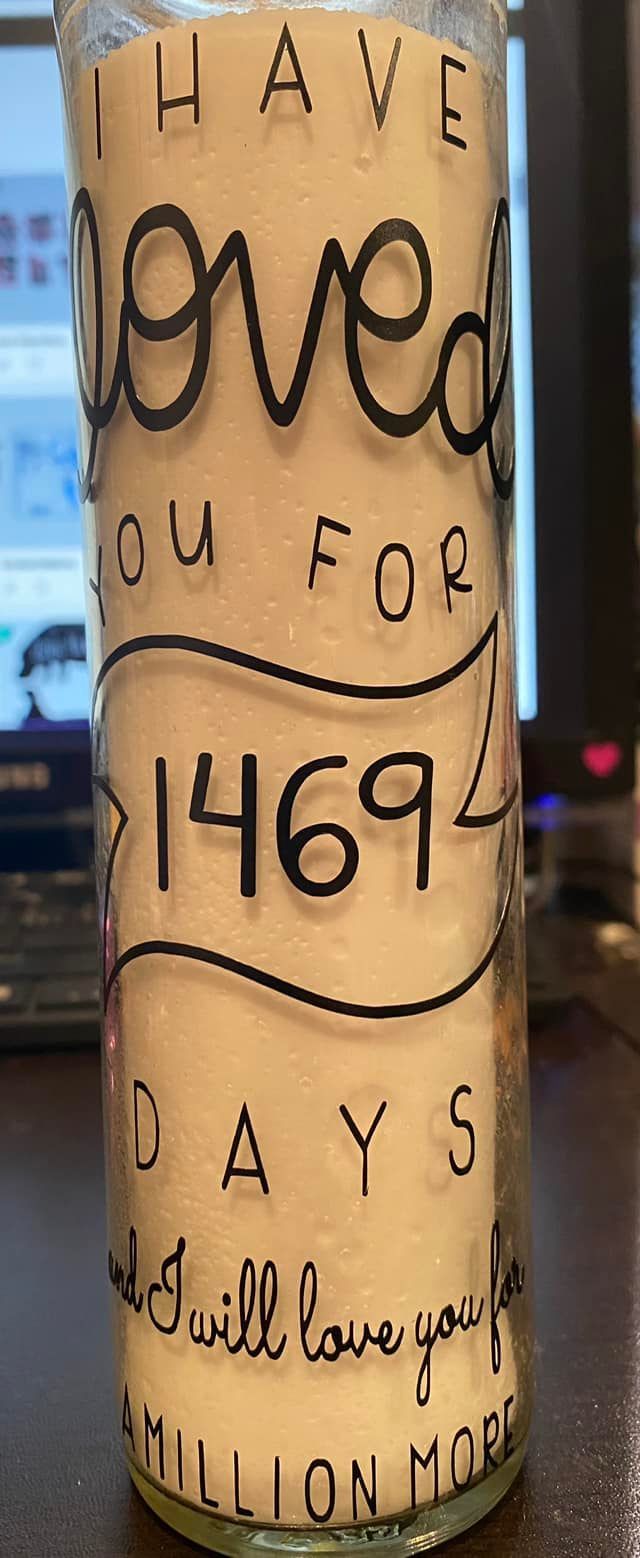 I HAVE
loved
YOU FOR
1469
DAYS
and I will love you for
A MILLION MORE